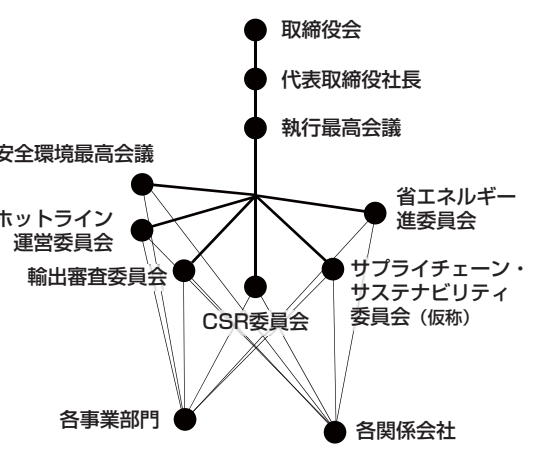 取締役会
代表取締役社長
執行最高会議
安全環境最高会議
省エネルギー
進委員会
ホットライン
運営委員会
輸出審査委員会
サプライチェーン・
サステナビリティ
委員会（仮称）
CSR委員会
各事業部門
各関係会社